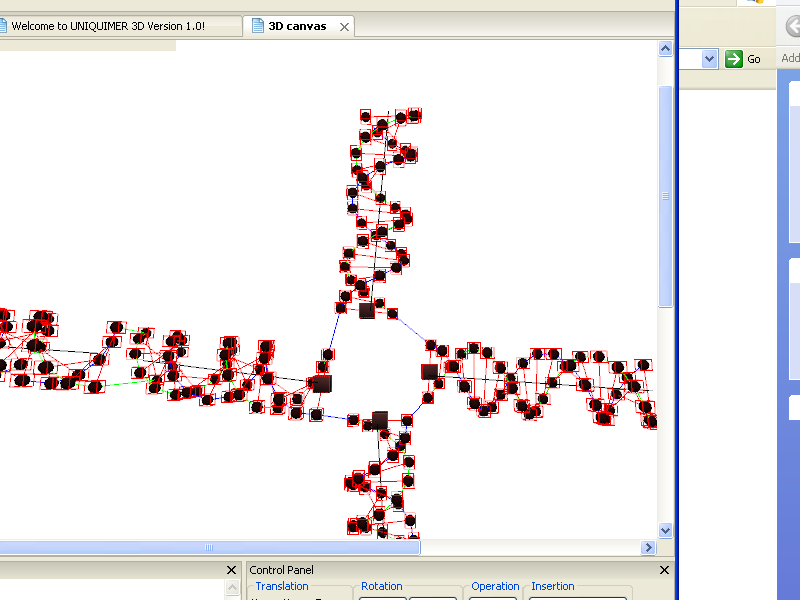 Welcome to UNIQUIMER 3D Version 1.0!
3D canvas
Go
Add
Control Panel
Translation
Rotation
Operation
Insertion